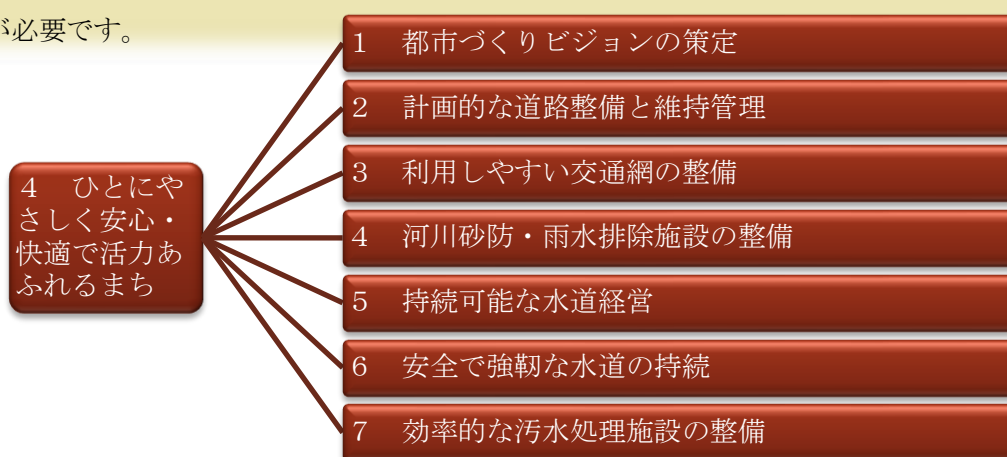 が必要です。
1　都市づくりビジョンの策定
2　計画的な道路整備と維持管理
3　利用しやすい交通網の整備
4　ひとにや
さしく安心・
快適で活力あ
ふれるまち
4　河川砂防・雨水排除施設の整備
5　持続可能な水道経営
6　安全で強靭な水道の持続
7　効率的な汚水処理施設の整備